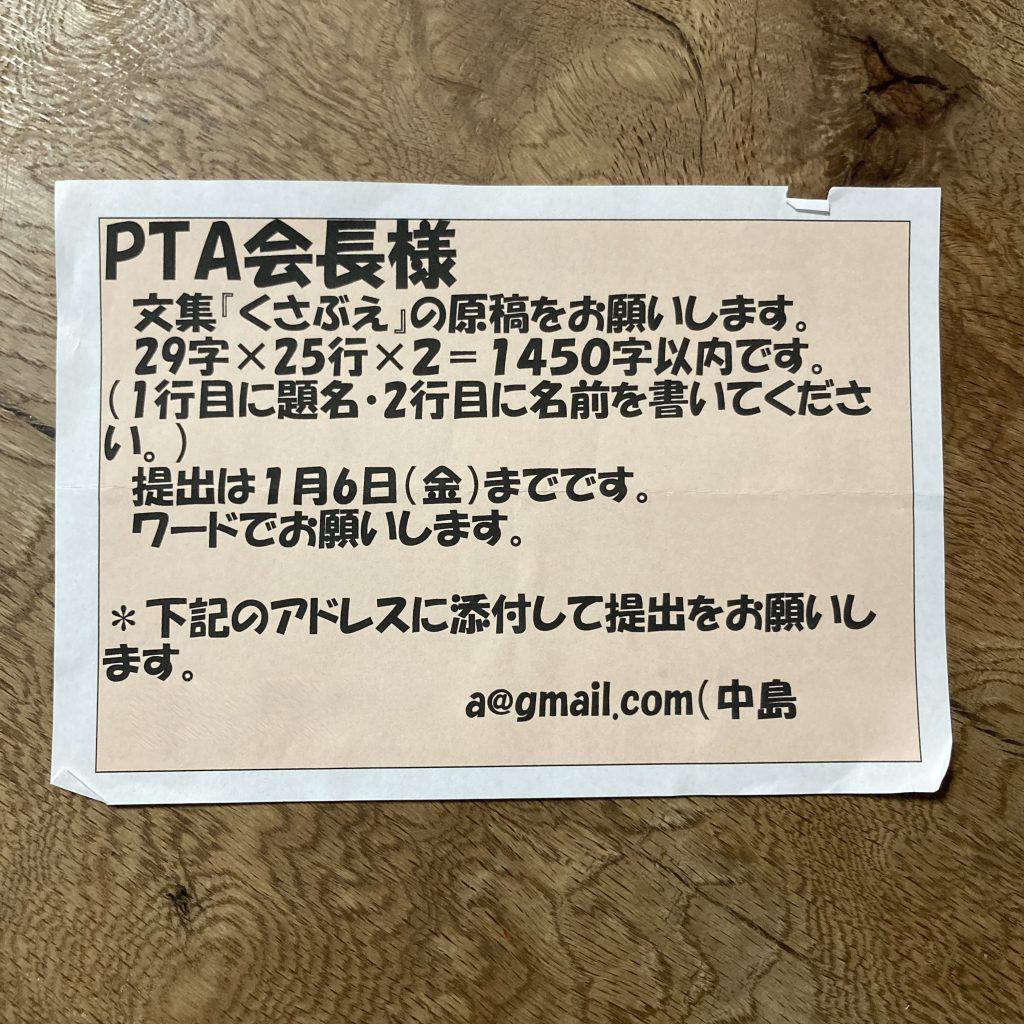 PTA会長様
文集『くさぶえ』の原稿をお願いします。
29字×25行×2=1450字以内です。
(1行目に題名・2行目に名前を書いてくださ
い。)
提出は1月6日(金)までです。
ワードでお願いします。
*下記のアドレスに添付して提出をお願いし
ます。
a@gmail.com(中島